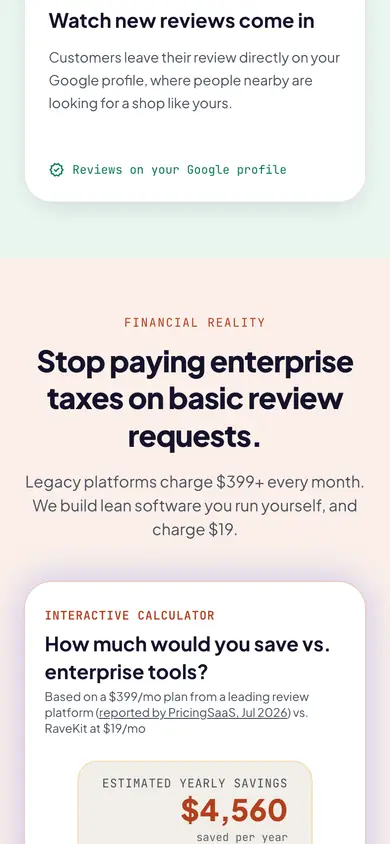 Watch new reviews come in
Customers leave their review directly on your
Google profile, where people nearby are
looking for a shop like yours.
Reviews on your Google profile
FINANCIAL REALITY
Stop paying enterprise
taxes on basic review
requests.
Legacy platforms charge $399+ every month.
We build lean software you run yourself, and
charge $19.
INTERACTIVE CALCULATOR
How much would you save vs.
enterprise tools?
Based on a $399/mo plan from a leading review
platform (reported by PricingSaaS, Jul 2026) vs.
RaveKit at $19/mo
ESTIMATED YEARLY SAVINGS
$4,560
saved per year